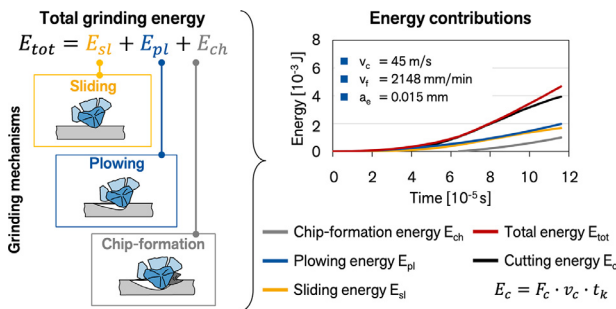 Total grinding energy
E_tot = E_sl + E_pl + E_ch
Grinding mechanisms
Sliding
Plowing
Chip-formation
Energy contributions
Energy [10⁻³ J]
8
6
4
2
0
v_c = 45 m/s
v_f = 2148 mm/min
a_e = 0.015 mm
0 2 4 6 8 10 12
Time [10⁻⁵ s]
Chip-formation energy E_ch
Plowing energy E_pl
Sliding energy E_sl
Total energy E_tot
Cutting energy E_c
E_c = F_c · v_c · t_k